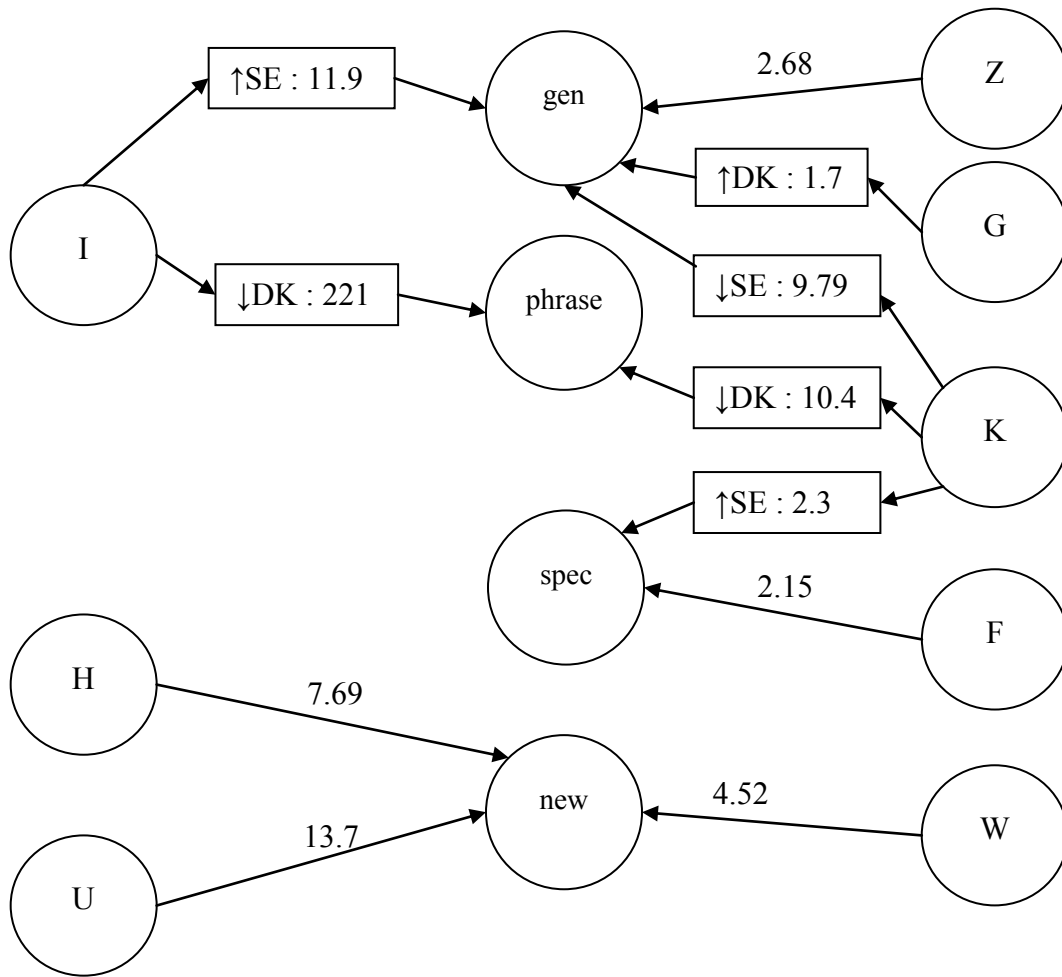 ↑SE : 11.9
gen
2.68
Z
↑DK : 1.7
G
I
↓DK : 221
phrase
↓SE : 9.79
↓DK : 10.4
K
↑SE : 2.3
spec
2.15
F
H
7.69
new
4.52
W
13.7
U